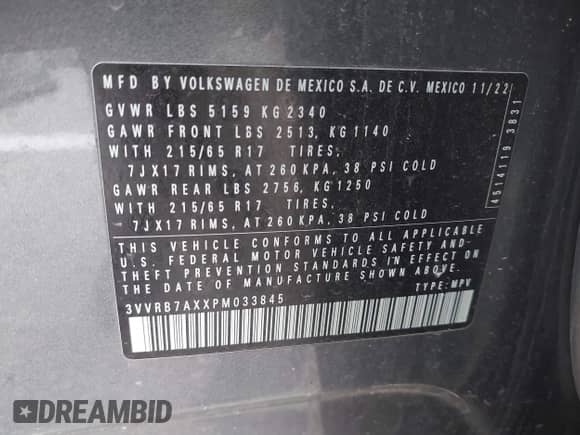 MFD BY VOLKSWAGEN DE MEXICO S.A. DE C.V. MEXICO 11/22
GVWR LBS 5159 KG 2340
GAWR FRONT LBS 2513, KG 1140
WITH 215/65 R17 TIRES,
7JX17 RIMS, AT 260 KPA, 38 PSI COLD
GAWR REAR LBS 2756, KG 1250
WITH 215/65 R17 TIRES,
7JX17 RIMS, AT 260 KPA, 38 PSI COLD
THIS VEHICLE CONFORMS TO ALL APPLICABLE
U.S. FEDERAL MOTOR VEHICLE SAFETY AND-
THEFT PREVENTION STANDARDS IN EFFECT ON
THE DATE OF MANUFACTURE SHOWN ABOVE.
3VVRB7AXXPM033845 TYPE: MPV
4514119 3831
DREAMBID